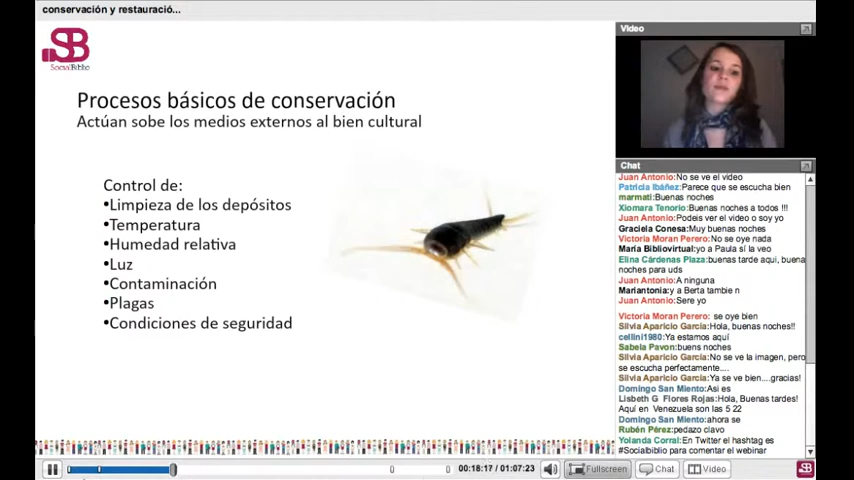 conservación y restauració...
SB
SocialBiblio
Procesos básicos de conservación
Actúan sobe los medios externos al bien cultural
Control de:
•Limpieza de los depósitos
•Temperatura
•Humedad relativa
•Luz
•Contaminación
•Plagas
•Condiciones de seguridad
Video
Chat
Juan Antonio:No se ve el video
Patricia Ibáñez:Parece que se escucha bien
marmati:Buenas noches
Xiomara Tenorio:Buenas noches a todos !!!
Juan Antonio:Podeis ver el video o soy yo
Graciela Conesa:Muy buenas noches
Victoria Moran Perero:No se oye nada
María Bibliovirtual:yo a Paula sí la veo
Elina Cárdenas Plaza:buenas tarde aqui, buena
noches para uds
Juan Antonio:A ninguna
Mariantonia:y a Berta tambie n
Juan Antonio:Sere yo
Victoria Moran Perero: se oye bien
Silvia Aparicio García:Hola, buenas noches!!
cellini1980:Ya estamos aquí
Sabela Pavon:buens noches
Silvia Aparicio García:No se ve la imagen, pero
se escucha perfectamente....
Silvia Aparicio García:Ya se ve bien....gracias!
Domingo San Miento:Asi es
Lisbeth G Flores Rojas:Hola, Buenas tardes!
Aquí en Venezuela son las 5 22
Domingo San Miento:ahora se
Rubén Pérez:pedazo clavo
Yolanda Corral:En Twitter el hashtag es
#Socialbiblio para comentar el webinar
00:18:17 / 01:07:23
Fullscreen
Chat
Video
SB